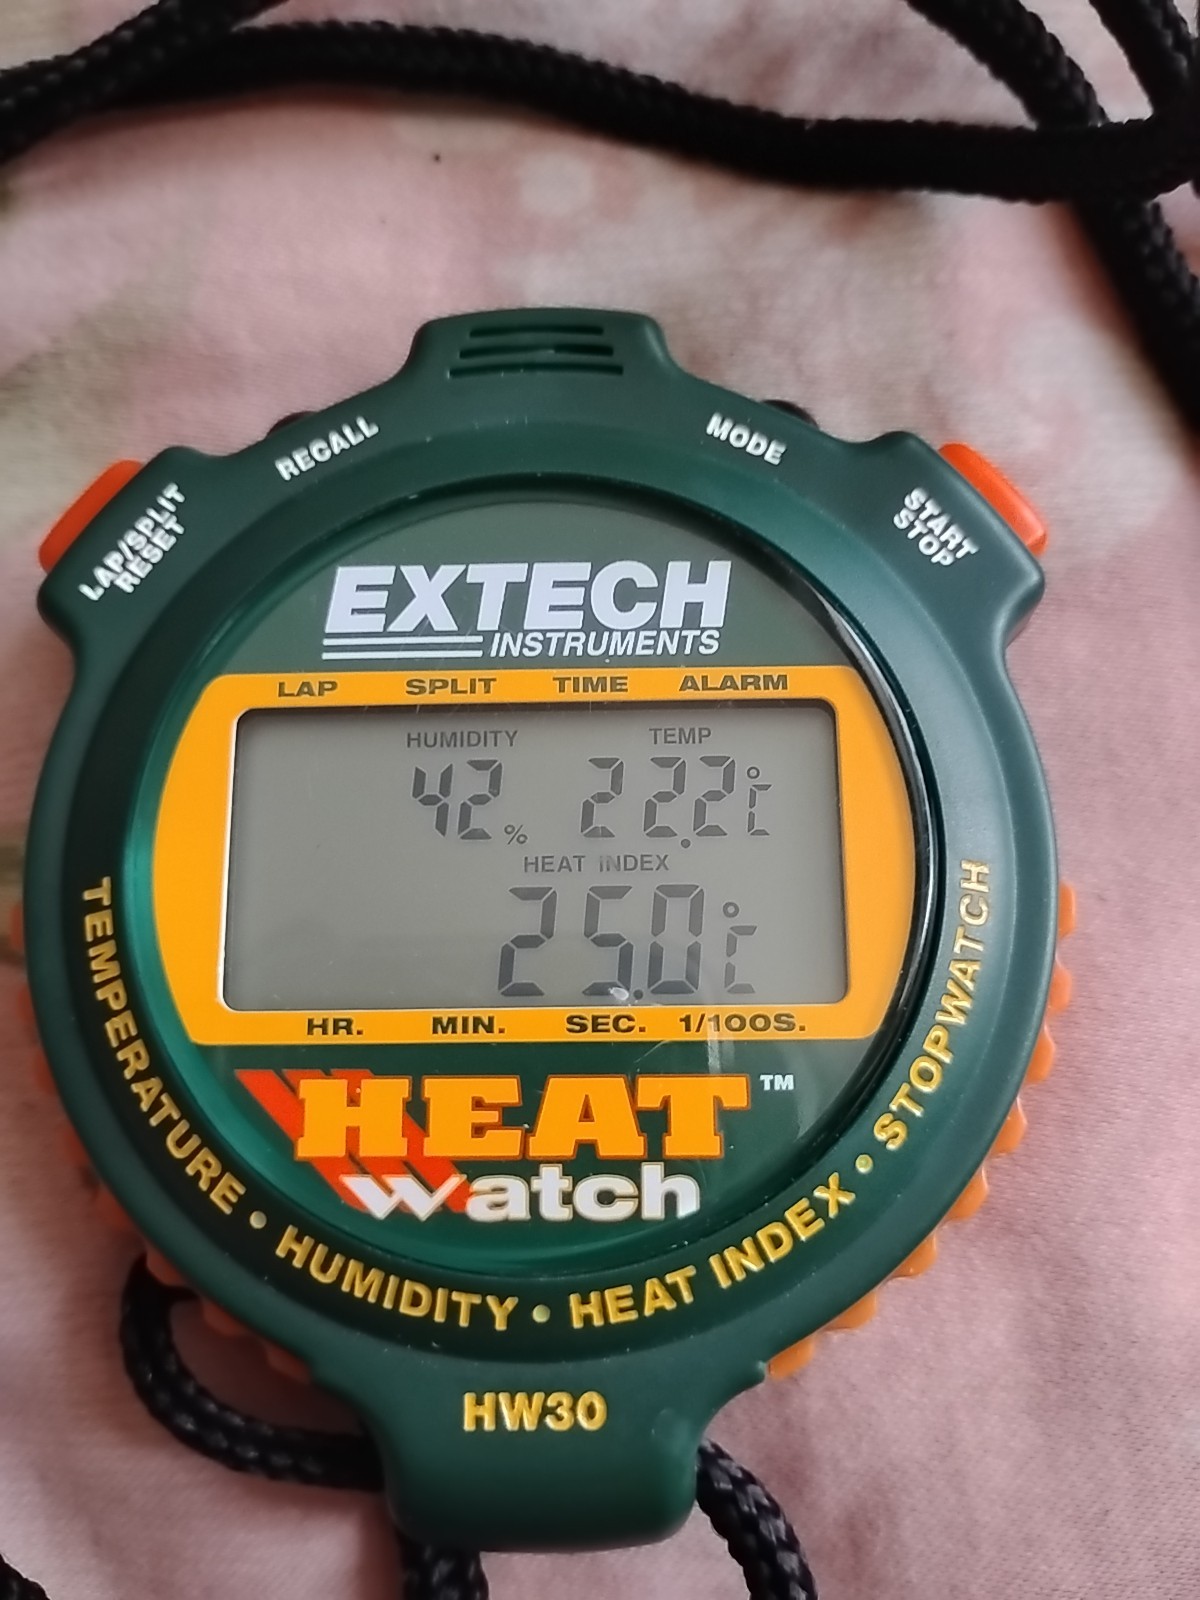 RECALL
MODE
LAP/SPLIT
RESET
START
STOP
EXTECH
INSTRUMENTS
LAP SPLIT TIME ALARM
HUMIDITY TEMP
42% 22.2°C
HEAT INDEX
25.0°C
HR. MIN. SEC. 1/100S.
HEAT™
watch
TEMPERATURE • HUMIDITY • HEAT INDEX • STOPWATCH
HW30